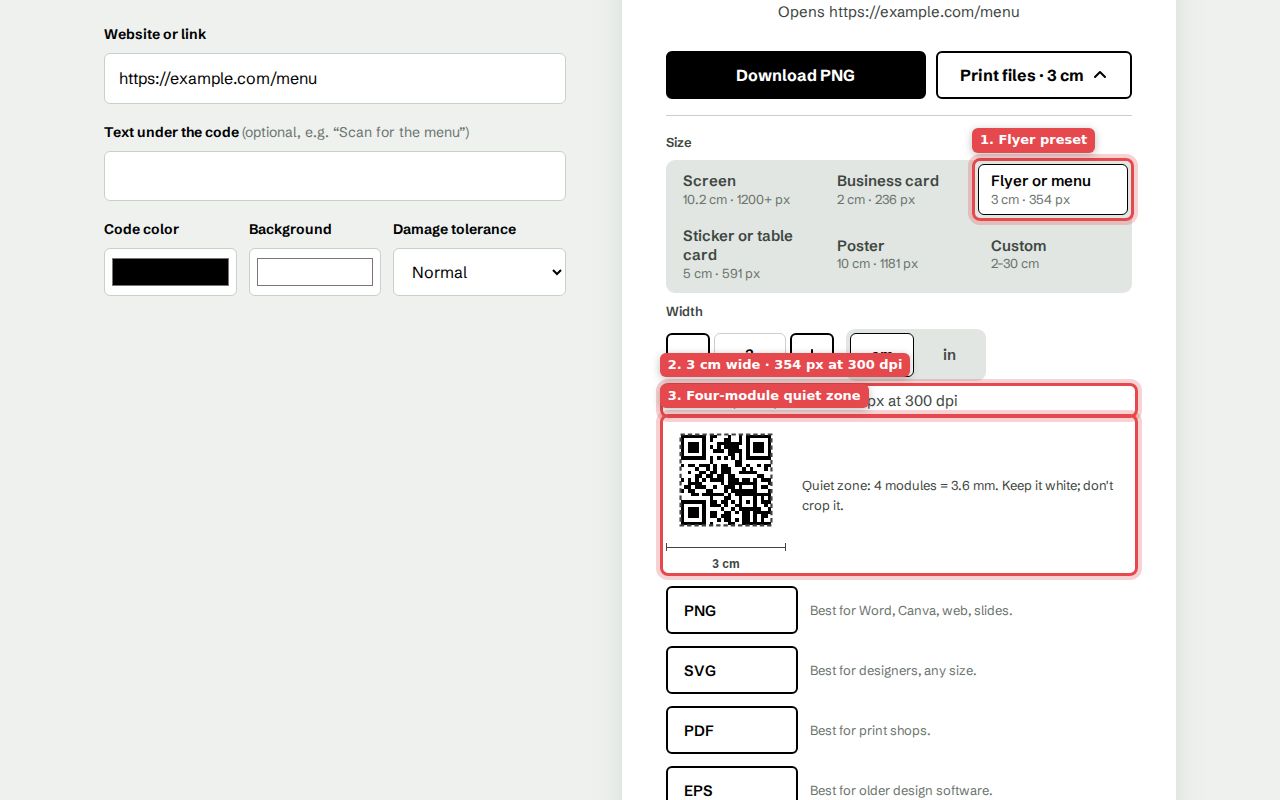 Opens https://example.com/menu
Website or link
https://example.com/menu
Text under the code (optional, e.g. “Scan for the menu”)
Code color
Background
Damage tolerance
Normal
Download PNG
Print files · 3 cm
Size
1. Flyer preset
Screen
10.2 cm · 1200+ px
Business card
2 cm · 236 px
Flyer or menu
3 cm · 354 px
Sticker or table
card
5 cm · 591 px
Poster
10 cm · 1181 px
Custom
2–30 cm
Width
in
2. 3 cm wide · 354 px at 300 dpi
3. Four-module quiet zone
px at 300 dpi
Quiet zone: 4 modules = 3.6 mm. Keep it white; don't
crop it.
3 cm
PNG
Best for Word, Canva, web, slides.
SVG
Best for designers, any size.
PDF
Best for print shops.
EPS
Best for older design software.